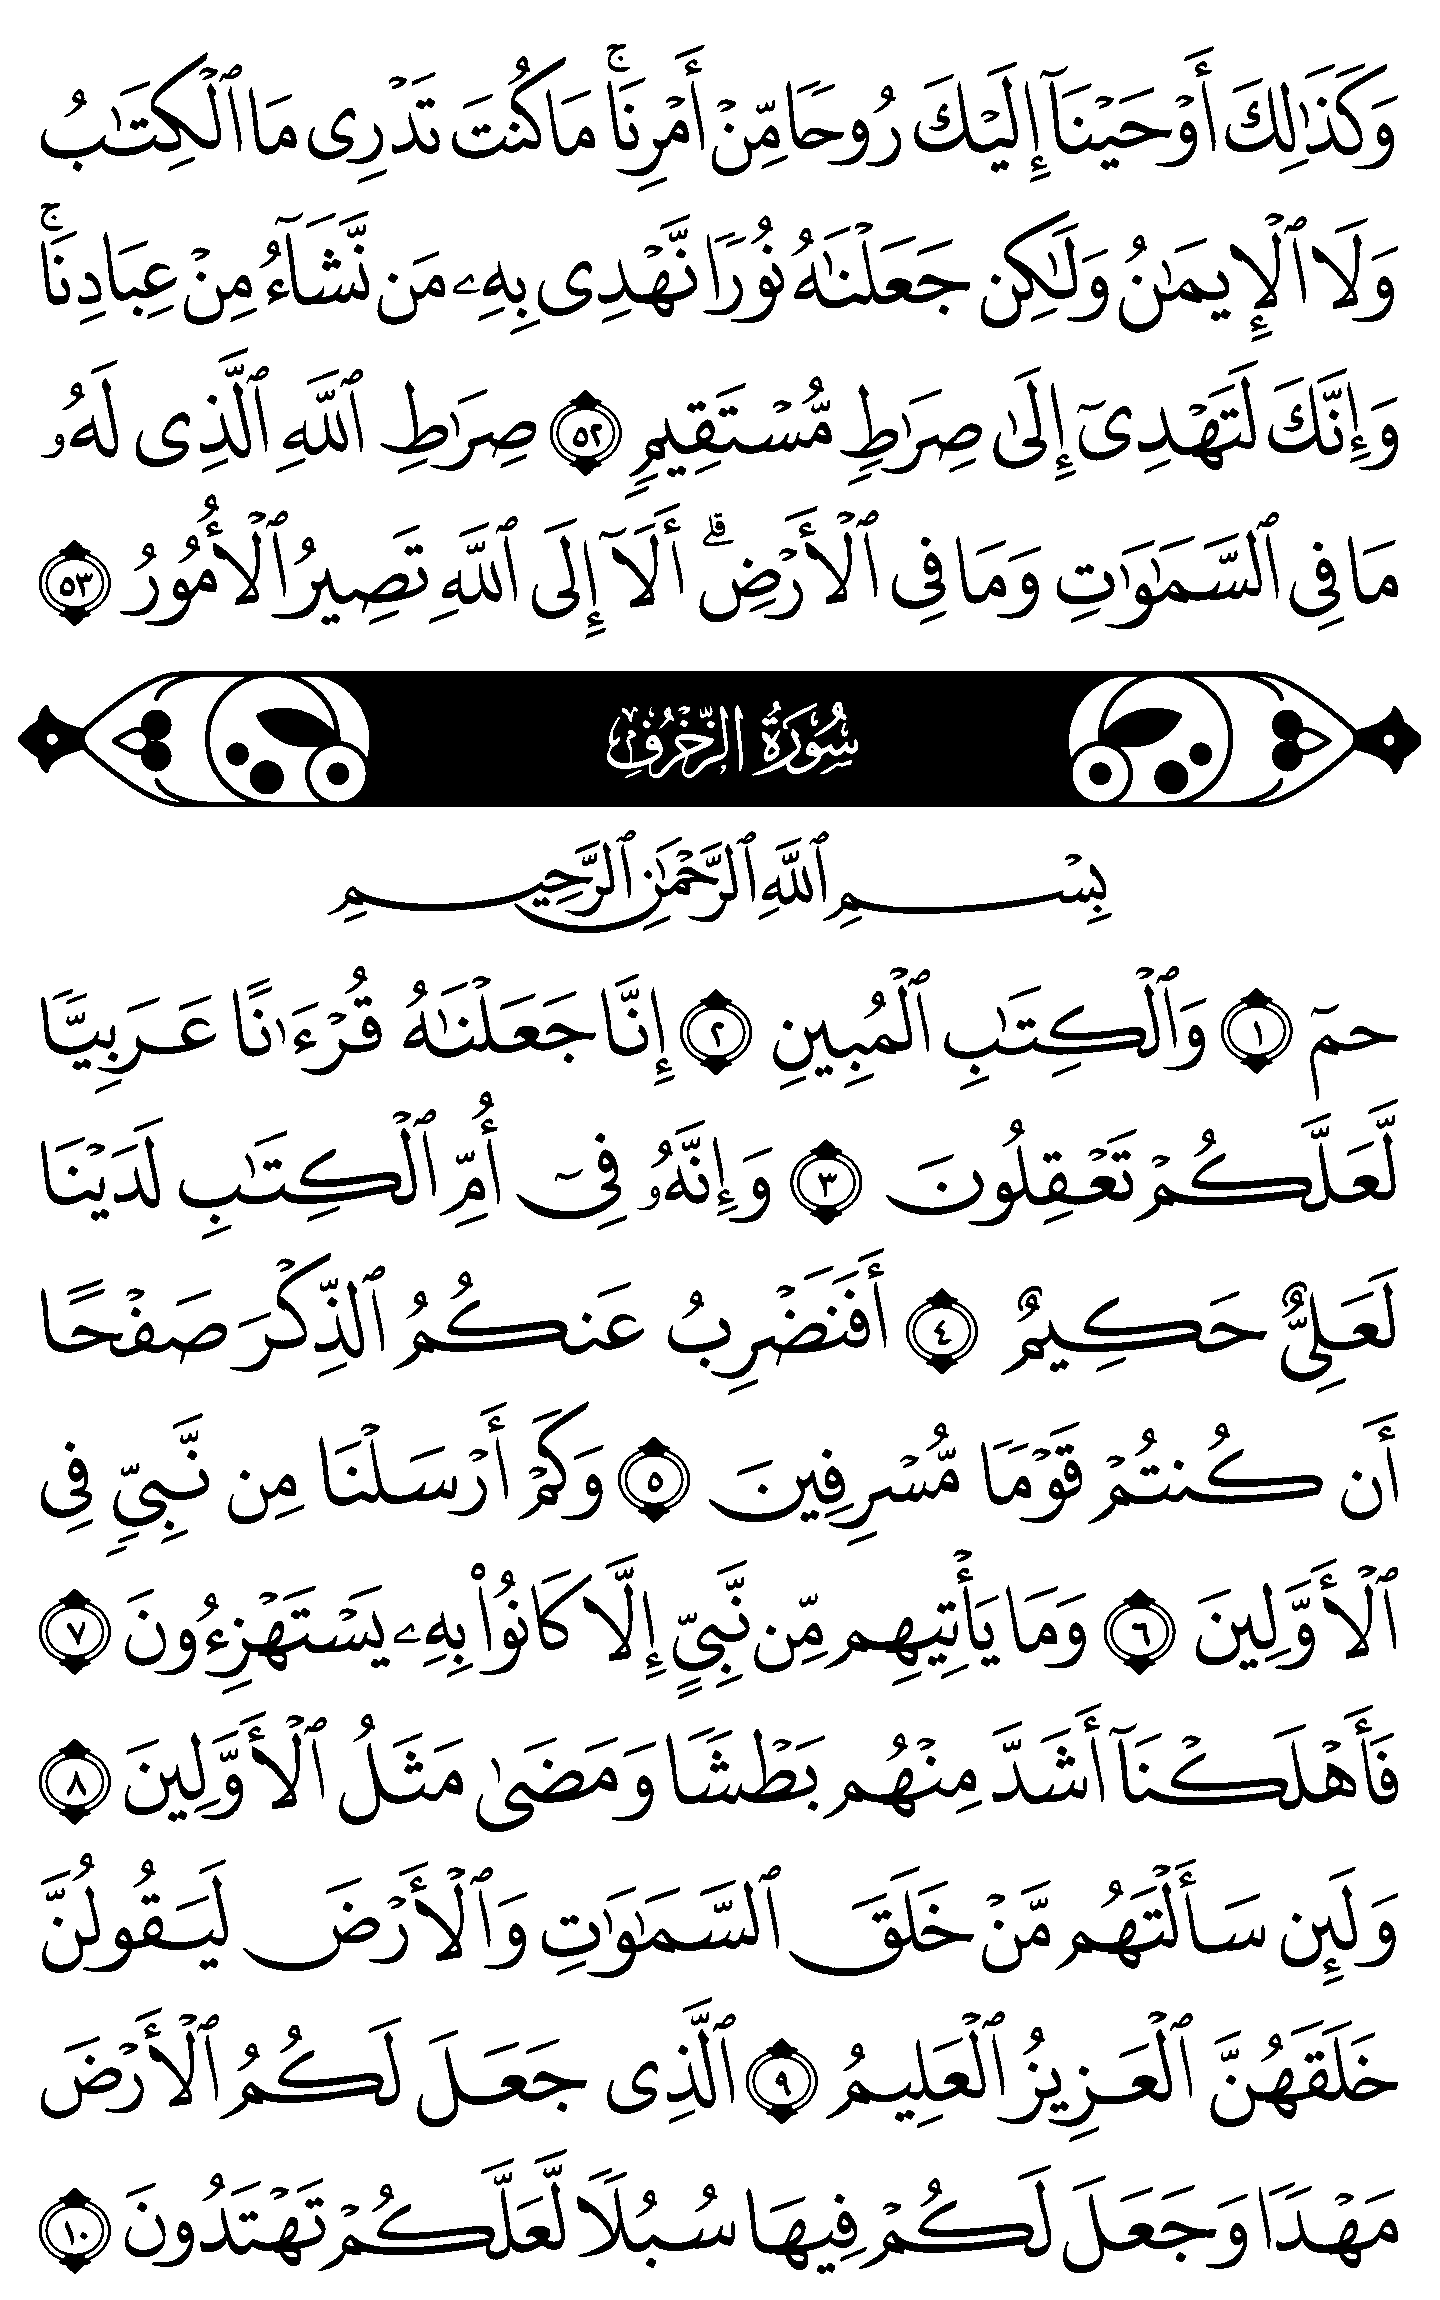 وَكَذَٰلِكَ أَوۡحَيۡنَآ إِلَيۡكَ رُوحٗا مِّنۡ أَمۡرِنَاۚ مَا كُنتَ تَدۡرِي مَا ٱلۡكِتَٰبُ
وَلَا ٱلۡإِيمَٰنُ وَلَٰكِن جَعَلۡنَٰهُ نُورٗا نَّهۡدِي بِهِۦ مَن نَّشَآءُ مِنۡ عِبَادِنَاۚ
وَإِنَّكَ لَتَهۡدِيٓ إِلَىٰ صِرَٰطٖ مُّسۡتَقِيمٖ ٥٢ صِرَٰطِ ٱللَّهِ ٱلَّذِي لَهُۥ
مَا فِي ٱلسَّمَٰوَٰتِ وَمَا فِي ٱلۡأَرۡضِۗ أَلَآ إِلَى ٱللَّهِ تَصِيرُ ٱلۡأُمُورُ ٥٣
سُورَةُ الزُّخْرُفِ
بِسۡمِ ٱللَّهِ ٱلرَّحۡمَٰنِ ٱلرَّحِيمِ
حمٓ ١ وَٱلۡكِتَٰبِ ٱلۡمُبِينِ ٢ إِنَّا جَعَلۡنَٰهُ قُرۡءَٰنًا عَرَبِيّٗا
لَّعَلَّكُمۡ تَعۡقِلُونَ ٣ وَإِنَّهُۥ فِيٓ أُمِّ ٱلۡكِتَٰبِ لَدَيۡنَا
لَعَلِيٌّ حَكِيمٌ ٤ أَفَنَضۡرِبُ عَنكُمُ ٱلذِّكۡرَ صَفۡحًا
أَن كُنتُمۡ قَوۡمٗا مُّسۡرِفِينَ ٥ وَكَمۡ أَرۡسَلۡنَا مِن نَّبِيّٖ فِي
ٱلۡأَوَّلِينَ ٦ وَمَا يَأۡتِيهِم مِّن نَّبِيٍّ إِلَّا كَانُواْ بِهِۦ يَسۡتَهۡزِءُونَ ٧
فَأَهۡلَكۡنَآ أَشَدَّ مِنۡهُم بَطۡشٗا وَمَضَىٰ مَثَلُ ٱلۡأَوَّلِينَ ٨
وَلَئِن سَأَلۡتَهُم مَّنۡ خَلَقَ ٱلسَّمَٰوَٰتِ وَٱلۡأَرۡضَ لَيَقُولُنَّ
خَلَقَهُنَّ ٱلۡعَزِيزُ ٱلۡعَلِيمُ ٩ ٱلَّذِي جَعَلَ لَكُمُ ٱلۡأَرۡضَ
مَهۡدٗا وَجَعَلَ لَكُمۡ فِيهَا سُبُلٗا لَّعَلَّكُمۡ تَهۡتَدُونَ ١٠